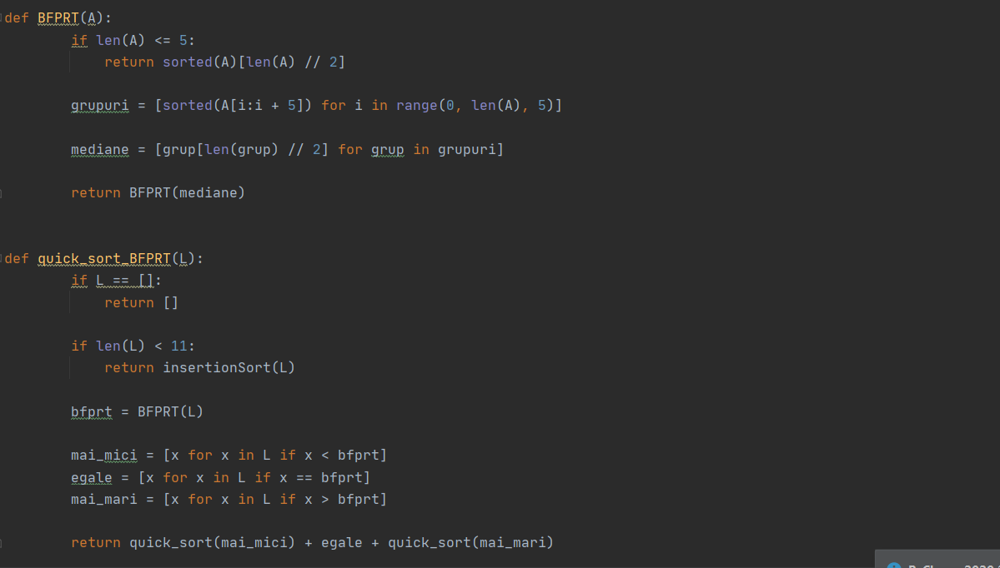 def BFPRT(A):
if len(A) <= 5:
return sorted(A)[len(A) // 2]
grupuri = [sorted(A[i:i + 5]) for i in range(0, len(A), 5)]
mediane = [grup[len(grup) // 2] for grup in grupuri]
return BFPRT(mediane)
def quick_sort_BFPRT(L):
if L == []:
return []
if len(L) < 11:
return insertionSort(L)
bfprt = BFPRT(L)
mai_mici = [x for x in L if x < bfprt]
egale = [x for x in L if x == bfprt]
mai_mari = [x for x in L if x > bfprt]
return quick_sort(mai_mici) + egale + quick_sort(mai_mari)